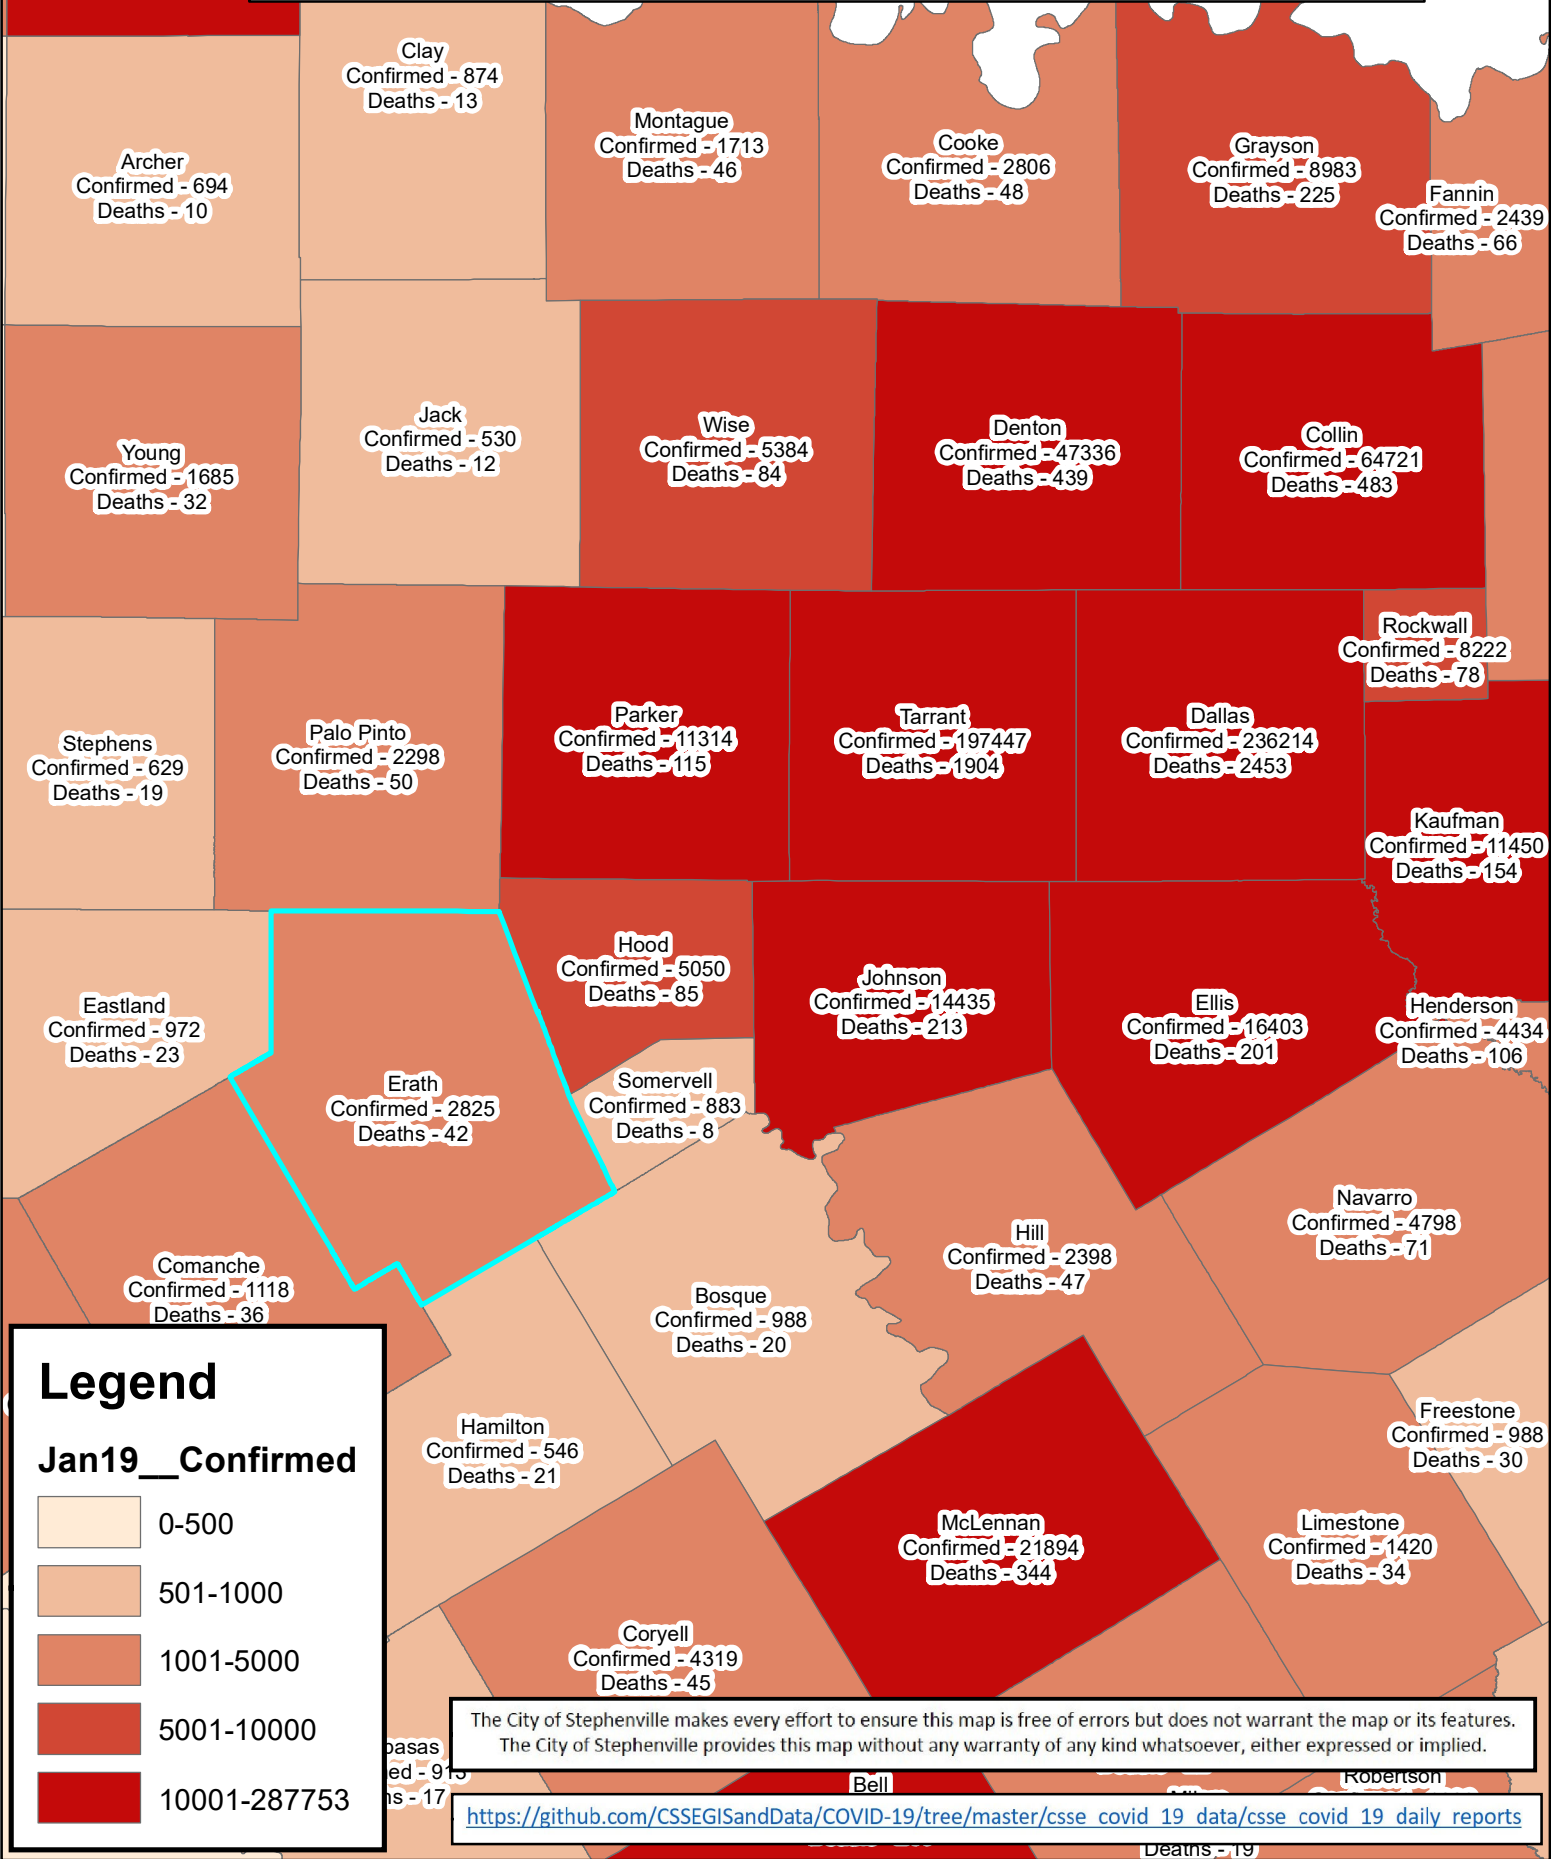 Clay
Confirmed - 874
Deaths - 13
Montague
Confirmed - 1713
Deaths - 46
Cooke
Confirmed - 2806
Deaths - 48
Grayson
Confirmed - 8983
Deaths - 225
Archer
Confirmed - 694
Deaths - 10
Fannin
Confirmed - 2439
Deaths - 66
Young
Confirmed - 1685
Deaths - 32
Jack
Confirmed - 530
Deaths - 12
Wise
Confirmed - 5384
Deaths - 84
Denton
Confirmed - 47336
Deaths - 439
Collin
Confirmed - 64721
Deaths - 483
Rockwall
Confirmed - 8222
Deaths - 78
Stephens
Confirmed - 629
Deaths - 19
Palo Pinto
Confirmed - 2298
Deaths - 50
Parker
Confirmed - 11314
Deaths - 115
Tarrant
Confirmed - 197447
Deaths - 1904
Dallas
Confirmed - 236214
Deaths - 2453
Kaufman
Confirmed - 11450
Deaths - 154
Eastland
Confirmed - 972
Deaths - 23
Hood
Confirmed - 5050
Deaths - 85
Johnson
Confirmed - 14435
Deaths - 213
Ellis
Confirmed - 16403
Deaths - 201
Henderson
Confirmed - 4434
Deaths - 106
Erath
Confirmed - 2825
Deaths - 42
Somervell
Confirmed - 883
Deaths - 8
Comanche
Confirmed - 1118
Deaths - 36
Bosque
Confirmed - 988
Deaths - 20
Hill
Confirmed - 2398
Deaths - 47
Navarro
Confirmed - 4798
Deaths - 71
Hamilton
Confirmed - 546
Deaths - 21
Freestone
Confirmed - 988
Deaths - 30
McLennan
Confirmed - 21894
Deaths - 344
Limestone
Confirmed - 1420
Deaths - 34
Coryell
Confirmed - 4319
Deaths - 45
Legend
Jan19__Confirmed
0-500
501-1000
1001-5000
5001-10000
10001-287753
The City of Stephenville makes every effort to ensure this map is free of errors but does not warrant the map or its features.
The City of Stephenville provides this map without any warranty of any kind whatsoever, either expressed or implied.
- 17
Bell
Robertson
https://github.com/CSSEGISandData/COVID-19/tree/master/csse_covid_19_data/csse_covid_19_daily_reports
Deaths - 19